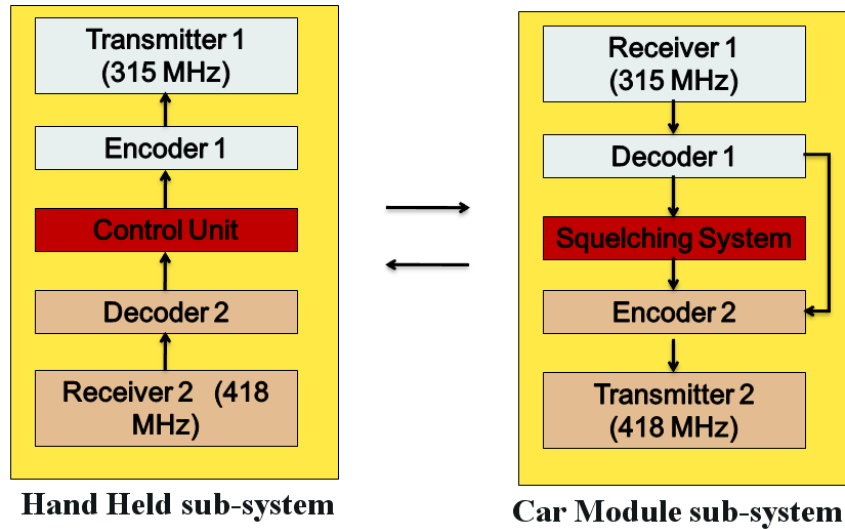 Transmitter 1
(315 MHz)
Encoder 1
Control Unit
Decoder 2
Receiver 2 (418
MHz)
Hand Held sub-system
Receiver 1
(315 MHz)
Decoder 1
Squelching System
Encoder 2
Transmitter 2
(418 MHz)
Car Module sub-system